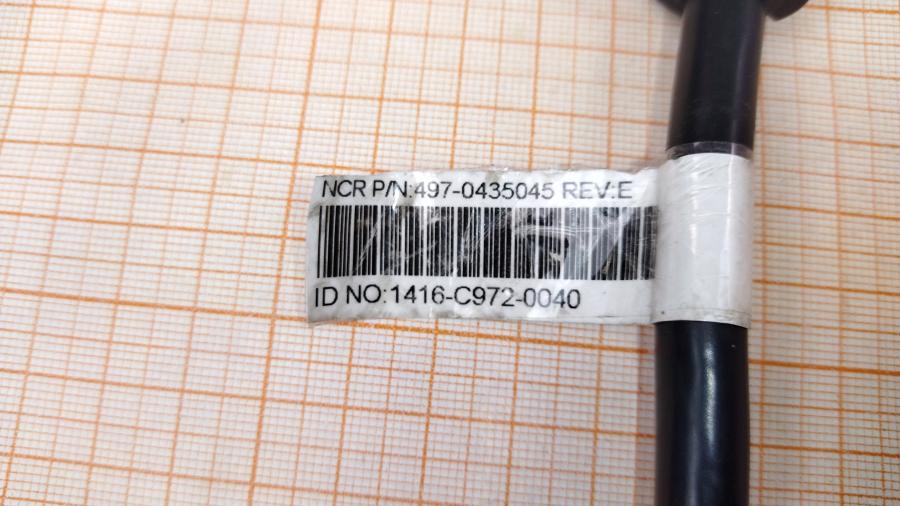 NCR P/N:497-0435045 REV:E
ID NO:1416-C972-0040